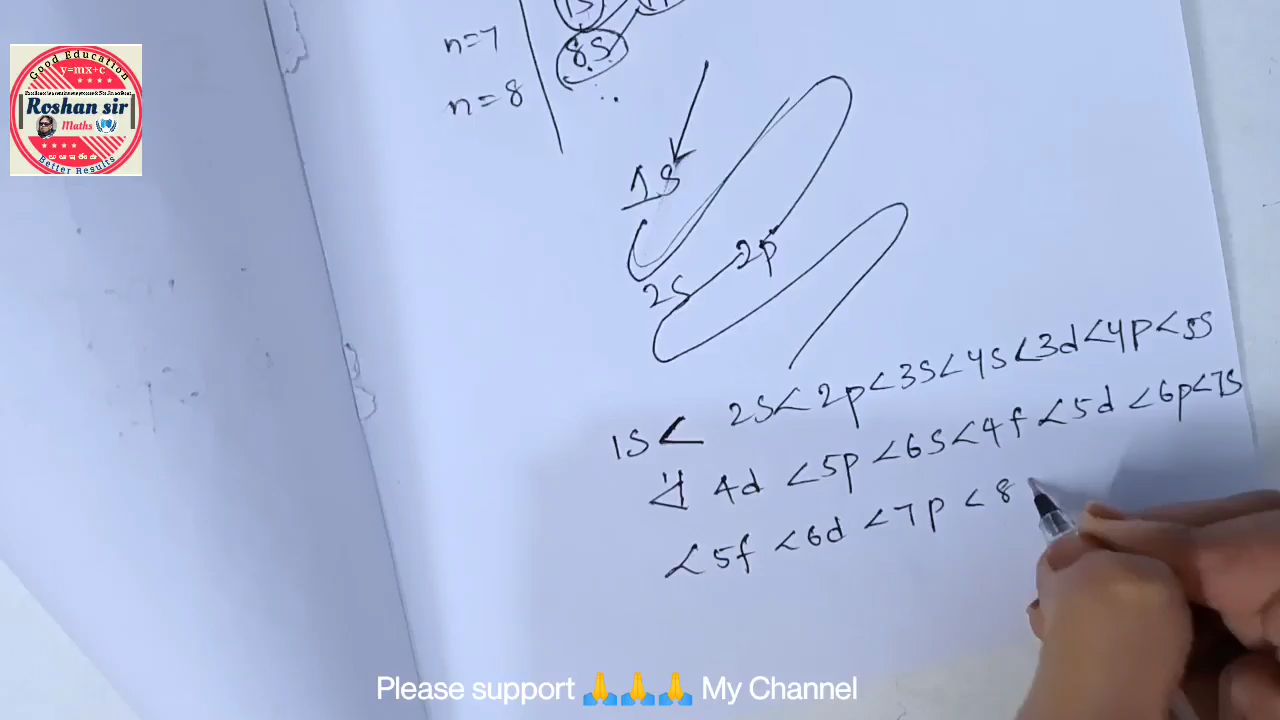 n=7
n=8
8s
Good Education
y=mx+c
Roshan sir
Maths
Better Results
1s
2s 2p
1s < 2s < 2p < 3s < 4s < 3d < 4p < 5s
< 4d < 5p < 6s < 4f < 5d < 6p < 7s
< 5f < 6d < 7p < 8
Please support 🙏🙏🙏 My Channel